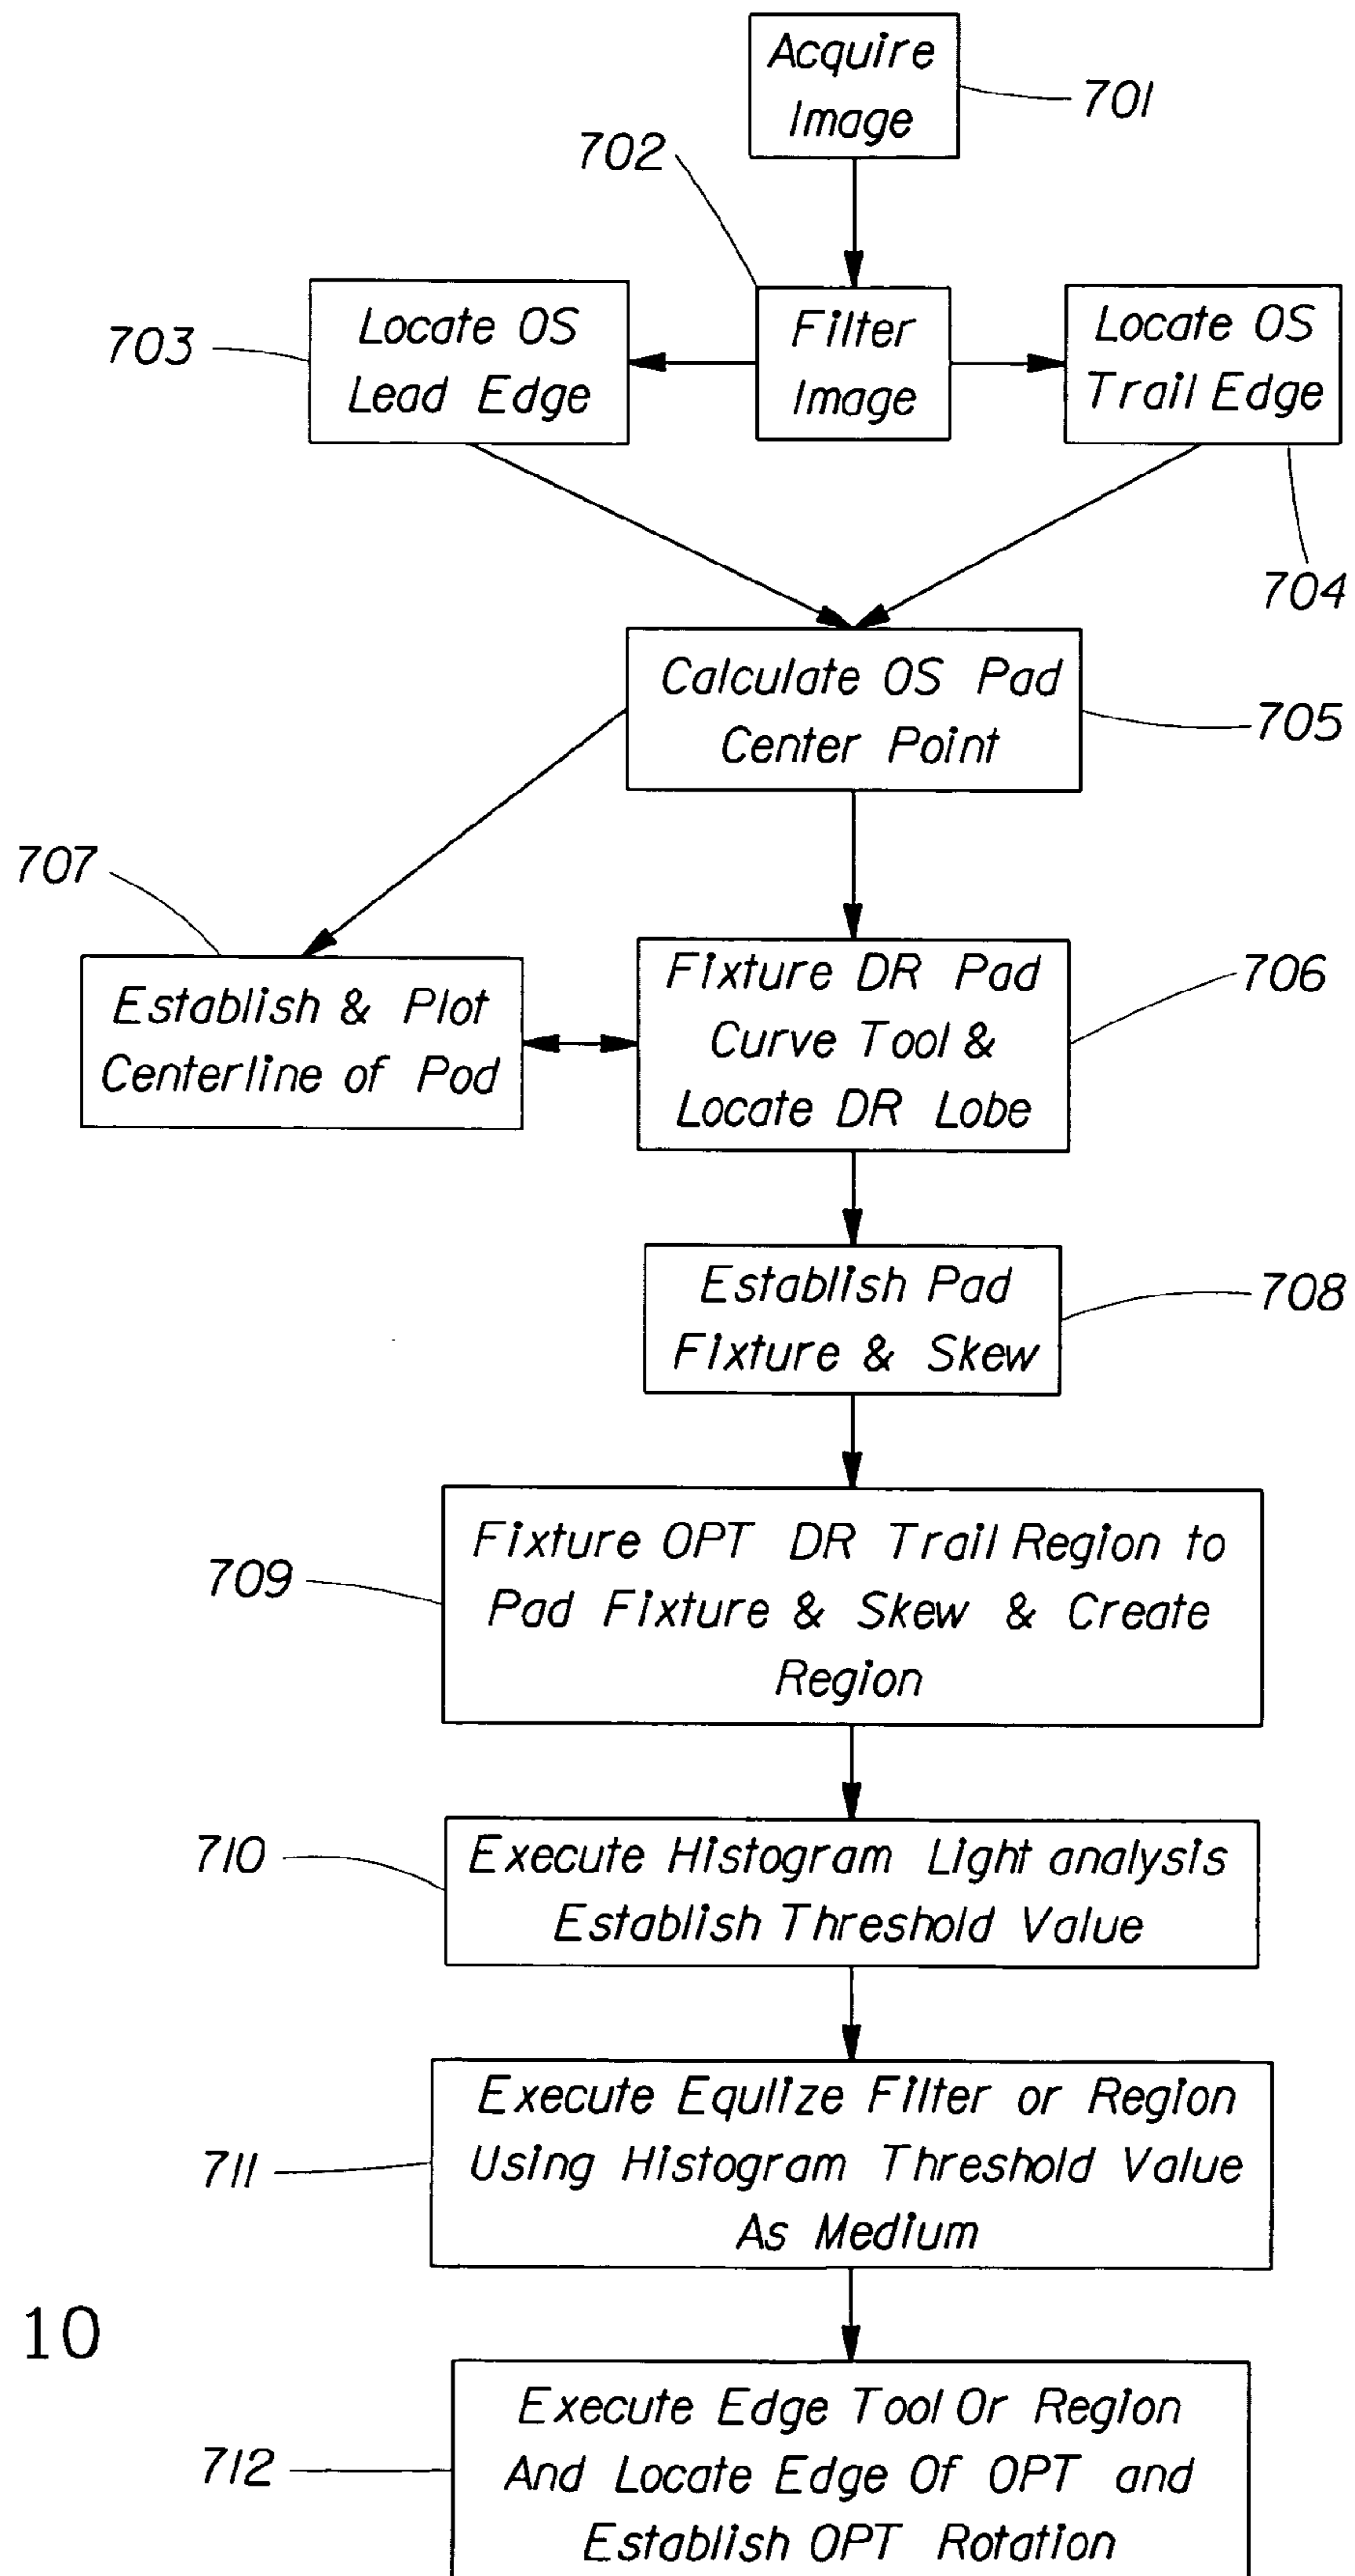 Acquire
Image
701
702
Filter
Image
703
Locate OS
Lead Edge
Locate OS
Trail Edge
704
Calculate OS Pad
Center Point
705
707
Establish & Plot
Centerline of Pod
Fixture DR Pad
Curve Tool &
Locate DR Lobe
706
Establish Pad
Fixture & Skew
708
709
Fixture OPT DR Trail Region to
Pad Fixture & Skew & Create
Region
710
Execute Histogram Light analysis
Establish Threshold Value
711
Execute Equlize Filter or Region
Using Histogram Threshold Value
As Medium
10
712
Execute Edge Tool Or Region
And Locate Edge Of OPT and
Establish OPT Rotation